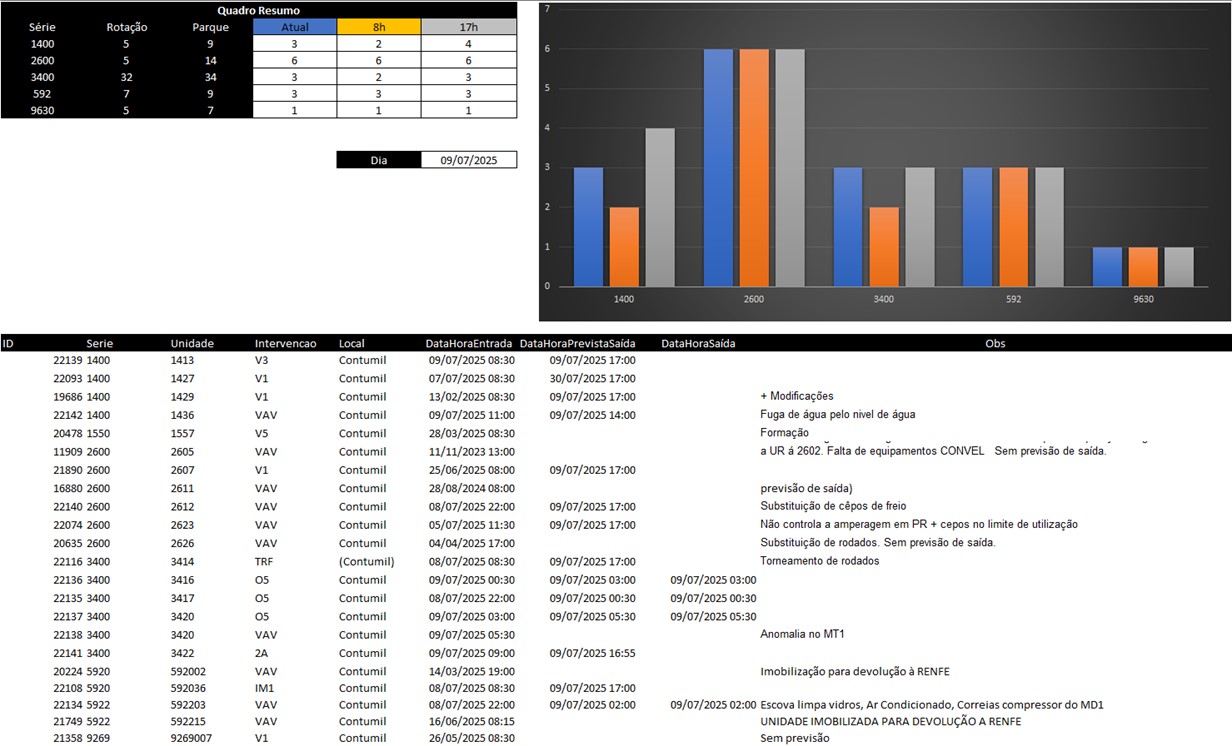 Quadro Resumo
Série Rotação Parque Atual 8h 17h
1400 5 9 3 2 4
2600 5 14 6 6 6
3400 32 34 3 2 3
592 7 9 3 3 3
9630 5 7 1 1 1
Dia 09/07/2025
7
6
5
4
3
2
1
0
1400 2600 3400 592 9630
ID Serie Unidade Intervencao Local DataHoraEntrada DataHoraPrevistaSaída DataHoraSaída Obs
22139 1400 1413 V3 Contumil 09/07/2025 08:30 09/07/2025 17:00
22093 1400 1427 V1 Contumil 07/07/2025 08:30 30/07/2025 17:00
19686 1400 1429 V1 Contumil 13/02/2025 08:30 09/07/2025 17:00 + Modificações
22142 1400 1436 VAV Contumil 09/07/2025 11:00 09/07/2025 14:00 Fuga de água pelo nivel de água
20478 1550 1557 V5 Contumil 28/03/2025 08:30 Formação
11909 2600 2605 VAV Contumil 11/11/2023 13:00 a UR á 2602. Falta de equipamentos CONVEL Sem previsão de saída.
21890 2600 2607 V1 Contumil 25/06/2025 08:00 09/07/2025 17:00
16880 2600 2611 VAV Contumil 28/08/2024 08:00 previsão de saída)
22140 2600 2612 VAV Contumil 08/07/2025 22:00 09/07/2025 17:00 Substituição de cêpos de freio
22074 2600 2623 VAV Contumil 05/07/2025 11:30 09/07/2025 17:00 Não controla a amperagem em PR + cepos no limite de utilização
20635 2600 2626 VAV Contumil 04/04/2025 17:00 Substituição de rodados. Sem previsão de saída.
22116 3400 3414 TRF (Contumil) 08/07/2025 08:30 09/07/2025 17:00 Torneamento de rodados
22136 3400 3416 O5 Contumil 09/07/2025 00:30 09/07/2025 03:00 09/07/2025 03:00
22135 3400 3417 O5 Contumil 08/07/2025 22:00 09/07/2025 00:30 09/07/2025 00:30
22137 3400 3420 O5 Contumil 09/07/2025 03:00 09/07/2025 05:30 09/07/2025 05:30
22138 3400 3420 VAV Contumil 09/07/2025 05:30 Anomalia no MT1
22141 3400 3422 2A Contumil 09/07/2025 09:00 09/07/2025 16:55
20224 5920 592002 VAV Contumil 14/03/2025 19:00 Imobilização para devolução à RENFE
22108 5920 592036 IM1 Contumil 08/07/2025 08:30 09/07/2025 17:00
22134 5922 592203 VAV Contumil 08/07/2025 22:00 09/07/2025 02:00 09/07/2025 02:00 Escova limpa vidros, Ar Condicionado, Correias compressor do MD1
21749 5922 592215 VAV Contumil 16/06/2025 08:15 UNIDADE IMOBILIZADA PARA DEVOLUÇÃO A RENFE
21358 9269 9269007 V1 Contumil 26/05/2025 08:30 Sem previsão